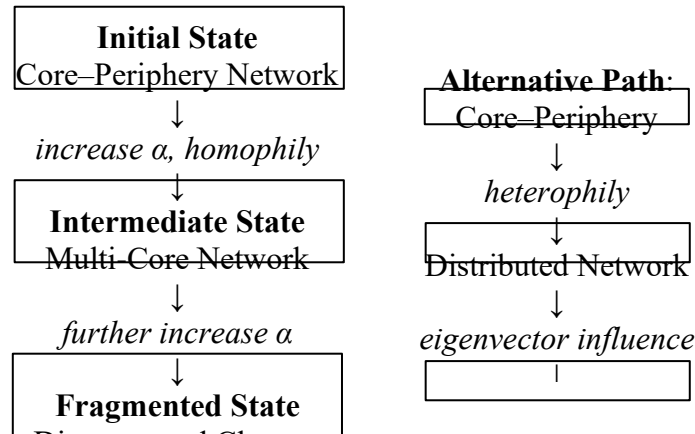 Initial State
Core–Periphery Network
↓
increase α, homophily
↓
Intermediate State
Multi-Core Network
↓
further increase α
↓
Fragmented State
Alternative Path:
Core–Periphery
↓
heterophily
↓
Distributed Network
↓
eigenvector influence